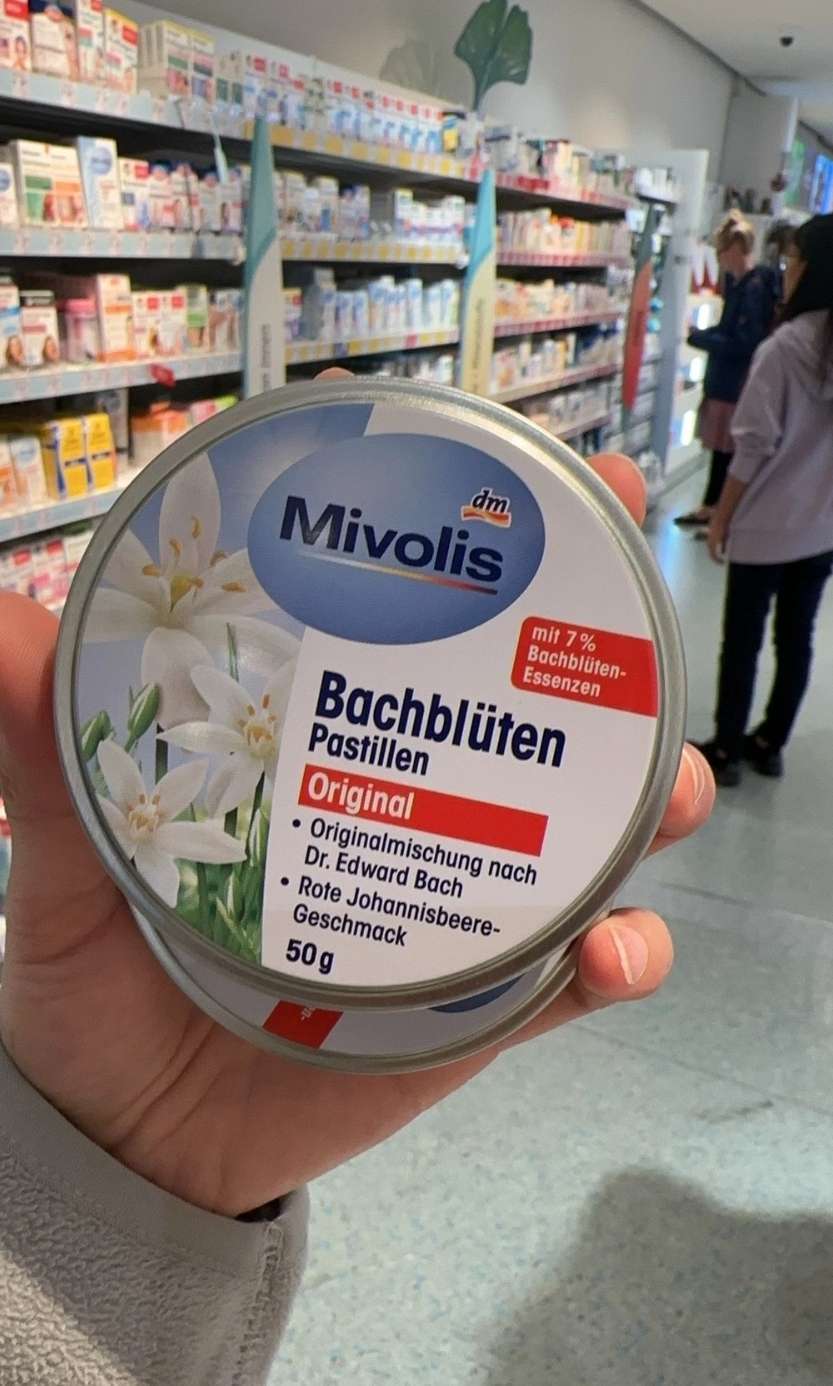 dm
Mivolis
mit 7%
Bachblüten-
Essenzen
Bachblüten
Pastillen
Original
• Originalmischung nach
Dr. Edward Bach
• Rote Johannisbeere-
Geschmack
50g